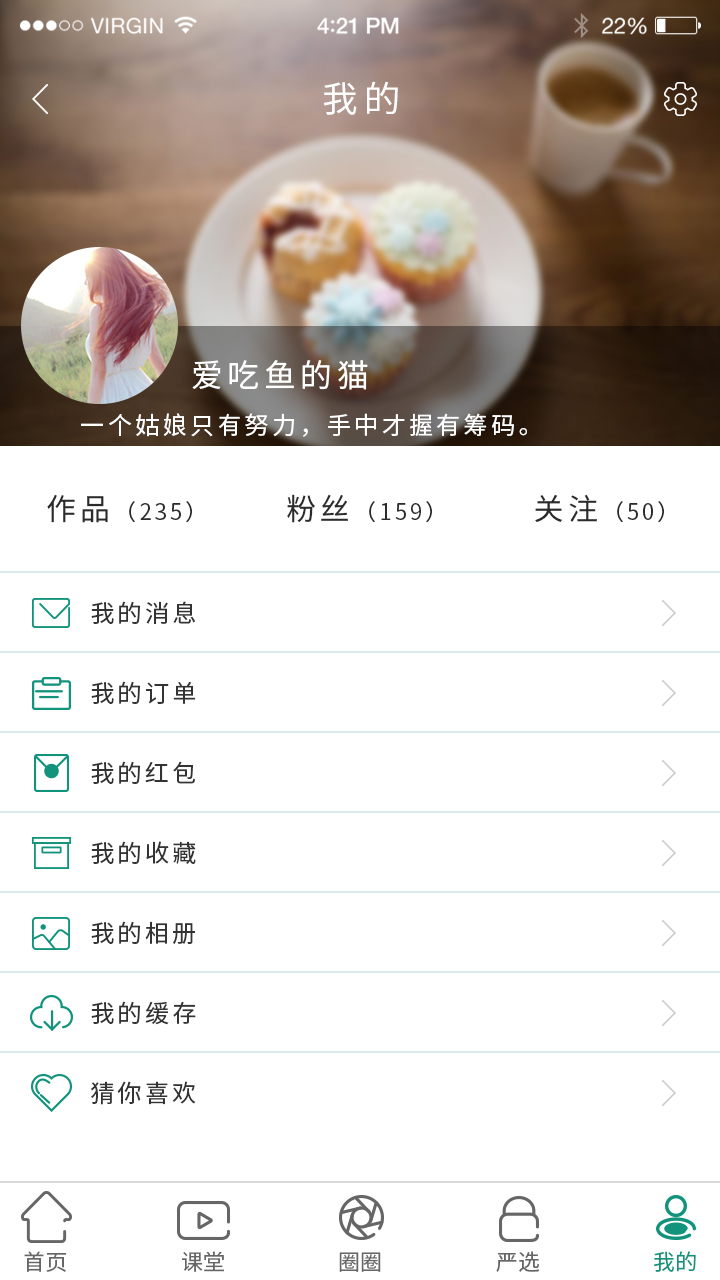 VIRGIN 4:21 PM 22%
我的
爱吃鱼的猫
一个姑娘只有努力，手中才握有筹码。
作品（235） 粉丝（159） 关注（50）
我的消息
我的订单
我的红包
我的收藏
我的相册
我的缓存
猜你喜欢
首页 课堂 圈圈 严选 我的